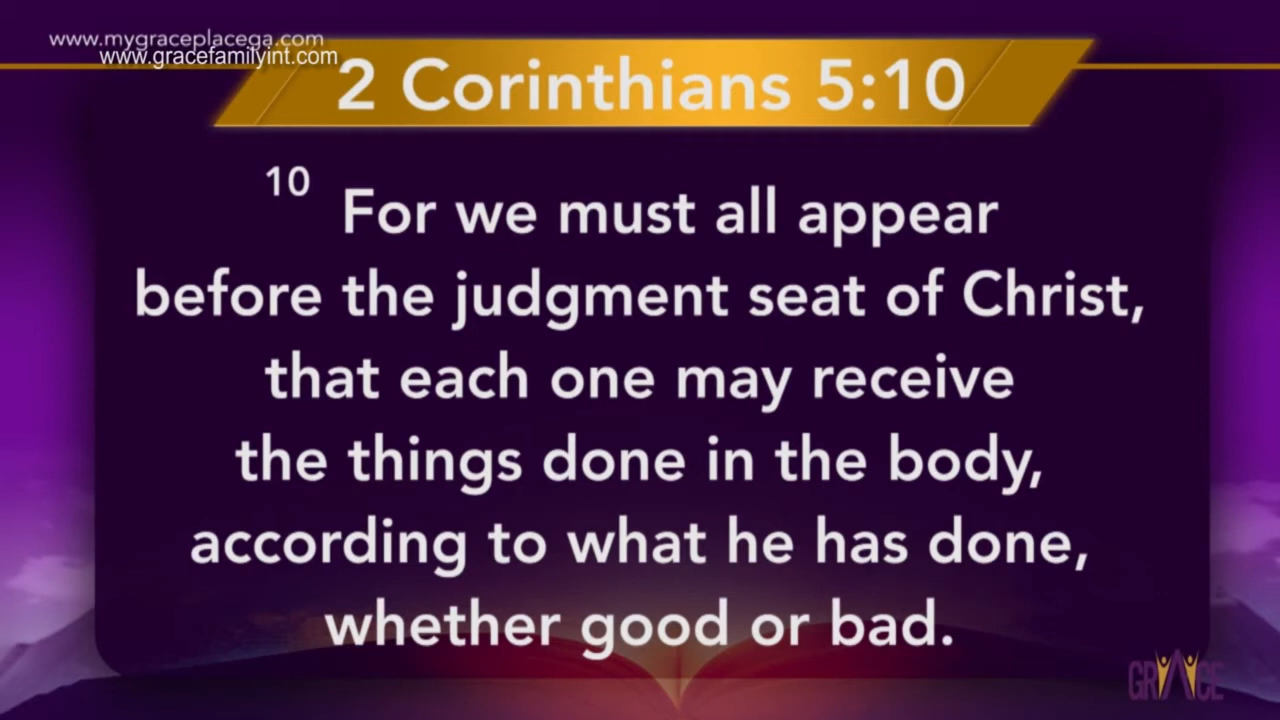 www.mygraceplacega.com
www.gracefamilyint.com
2 Corinthians 5:10
10 For we must all appear
before the judgment seat of Christ,
that each one may receive
the things done in the body,
according to what he has done,
whether good or bad.
GRACE